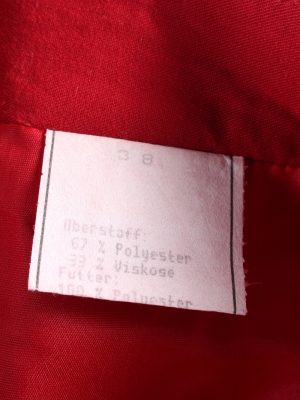 38
Oberstoff:
67 % Polyester
33 % Viskose
Futter:
100 % Polyester